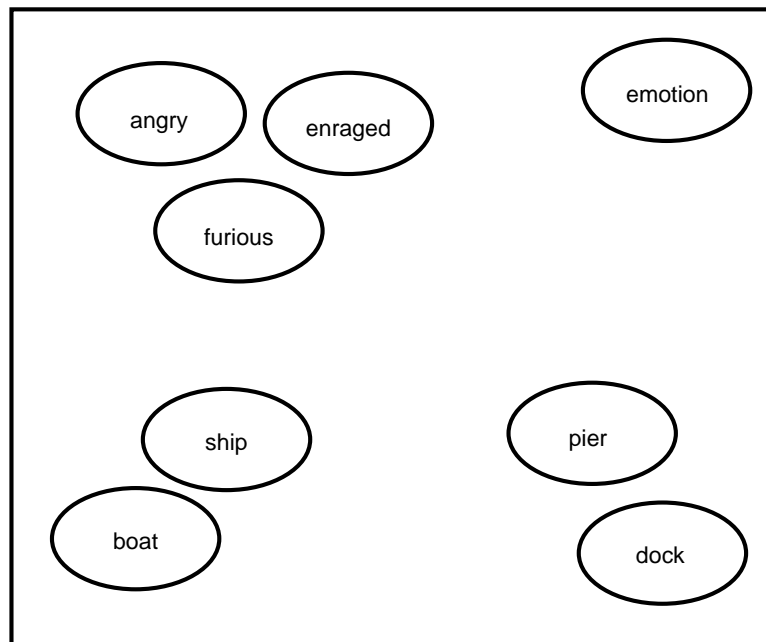 angry
enraged
emotion
furious
ship
pier
boat
dock